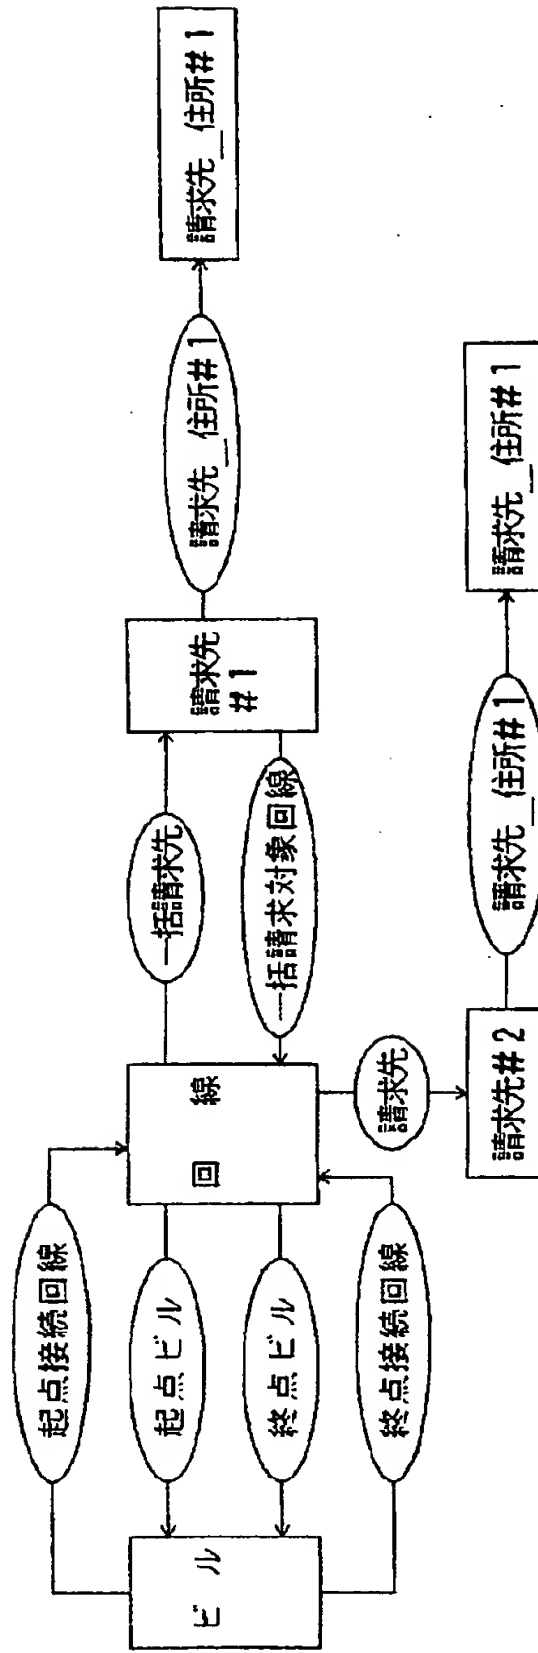 起点接続回線
起点ビル
終点ビル
終点接続回線
ビル
回線
一括請求先
一括請求対象回線
請求先
請求先
#1
請求先_住所#1
請求先_住所#1
請求先#2
請求先_住所#1
請求先_住所#1